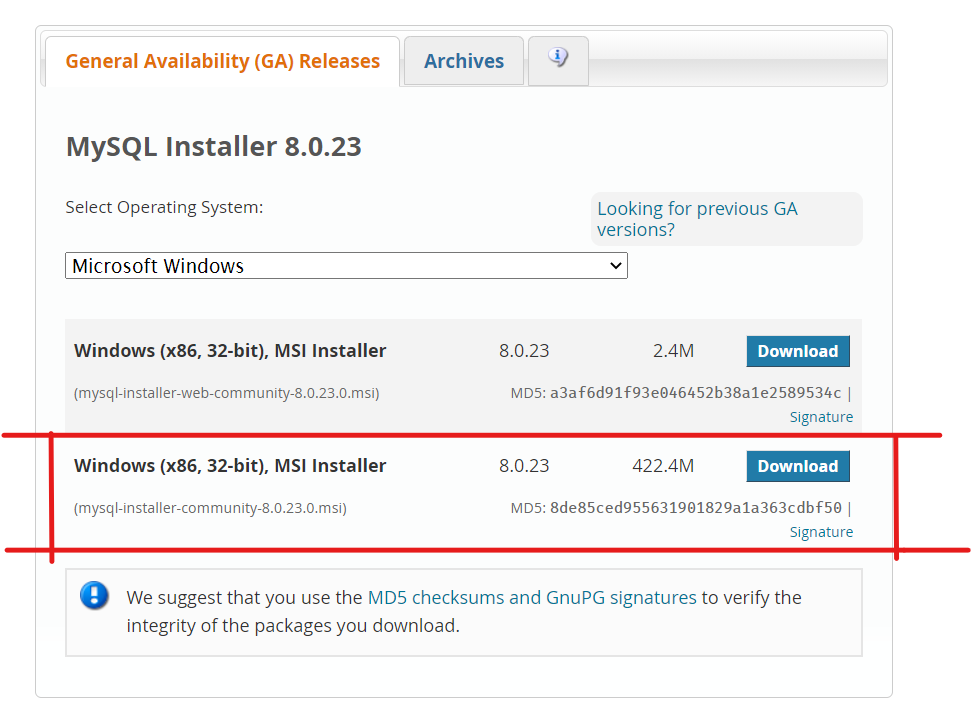 General Availability (GA) Releases
Archives
MySQL Installer 8.0.23
Select Operating System:
Looking for previous GA
versions?
Microsoft Windows
Windows (x86, 32-bit), MSI Installer 8.0.23 2.4M Download
(mysql-installer-web-community-8.0.23.0.msi) MD5: a3af6d91f93e046452b38a1e2589534c |
Signature
Windows (x86, 32-bit), MSI Installer 8.0.23 422.4M Download
(mysql-installer-community-8.0.23.0.msi) MD5: 8de85ced955631901829a1a363cdbf50 |
Signature
We suggest that you use the MD5 checksums and GnuPG signatures to verify the
integrity of the packages you download.